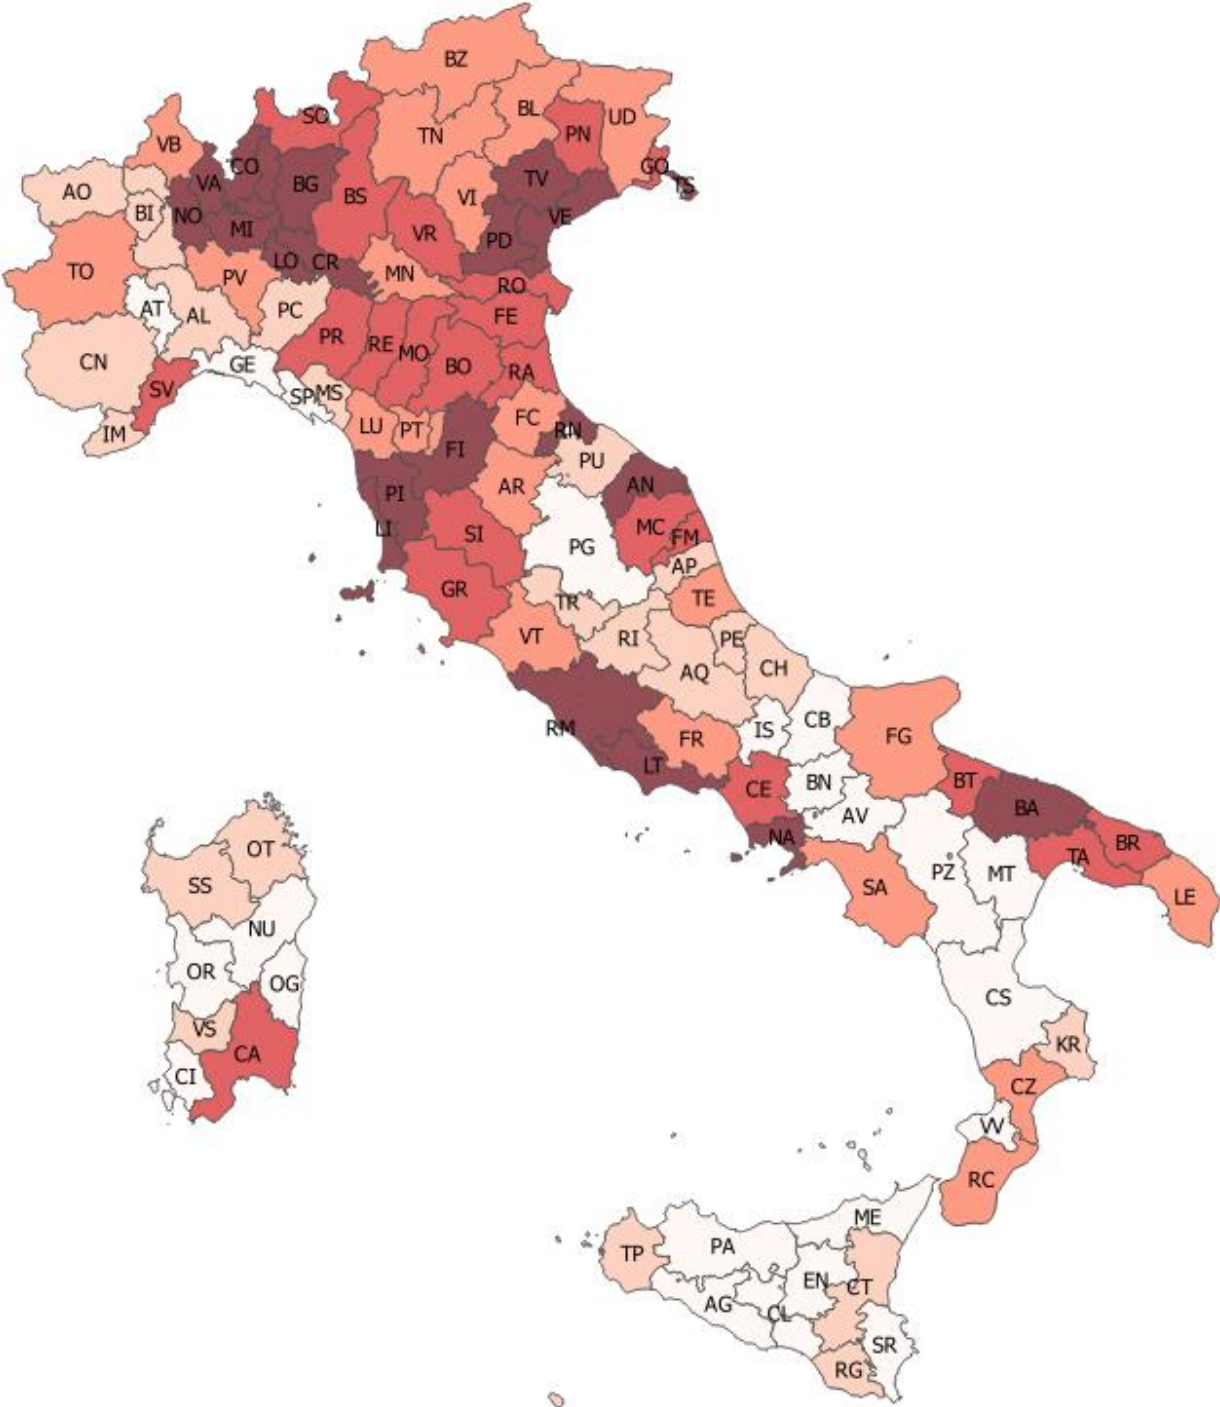 BZ
BL
UD
SO
TN
PN
VB
GO
CO
TS
VA
BG
TV
AO
BS
VI
BI
NO
VE
MI
VR
PD
LO
CR
TO
PV
MN
RO
AT
AL
PC
FE
PR
RE
MO
CN
GE
BO
RA
SV
SP
MS
FC
IM
LU
PT
RN
FI
PU
AR
AN
PI
LI
SI
MC
FM
PG
AP
GR
TR
TE
VT
RI
PE
AQ
CH
RM
IS
CB
FR
FG
LT
BN
BT
CE
AV
BA
NA
BR
OT
TA
SS
PZ
MT
SA
LE
NU
OR
OG
CS
VS
KR
CA
CI
CZ
VV
RC
ME
TP
PA
EN
CT
AG
CL
SR
RG